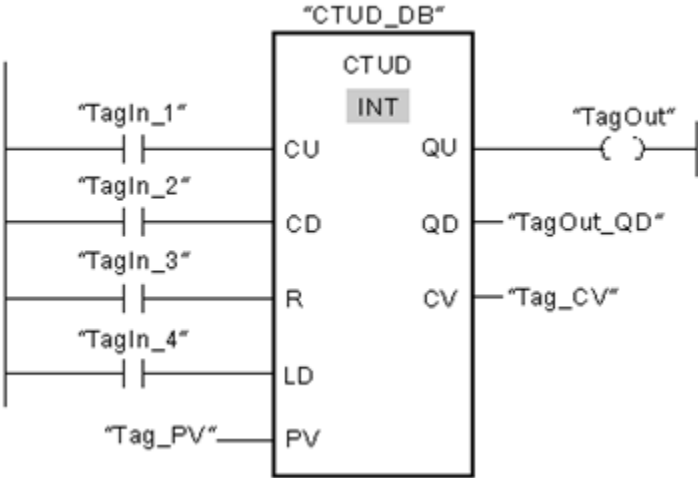 "CTUD_DB"
CTUD
INT
"TagIn_1"
CU
QU
"TagOut"
"TagIn_2"
CD
QD
"TagOut_QD"
"TagIn_3"
R
CV
"Tag_CV"
"TagIn_4"
LD
"Tag_PV"
PV